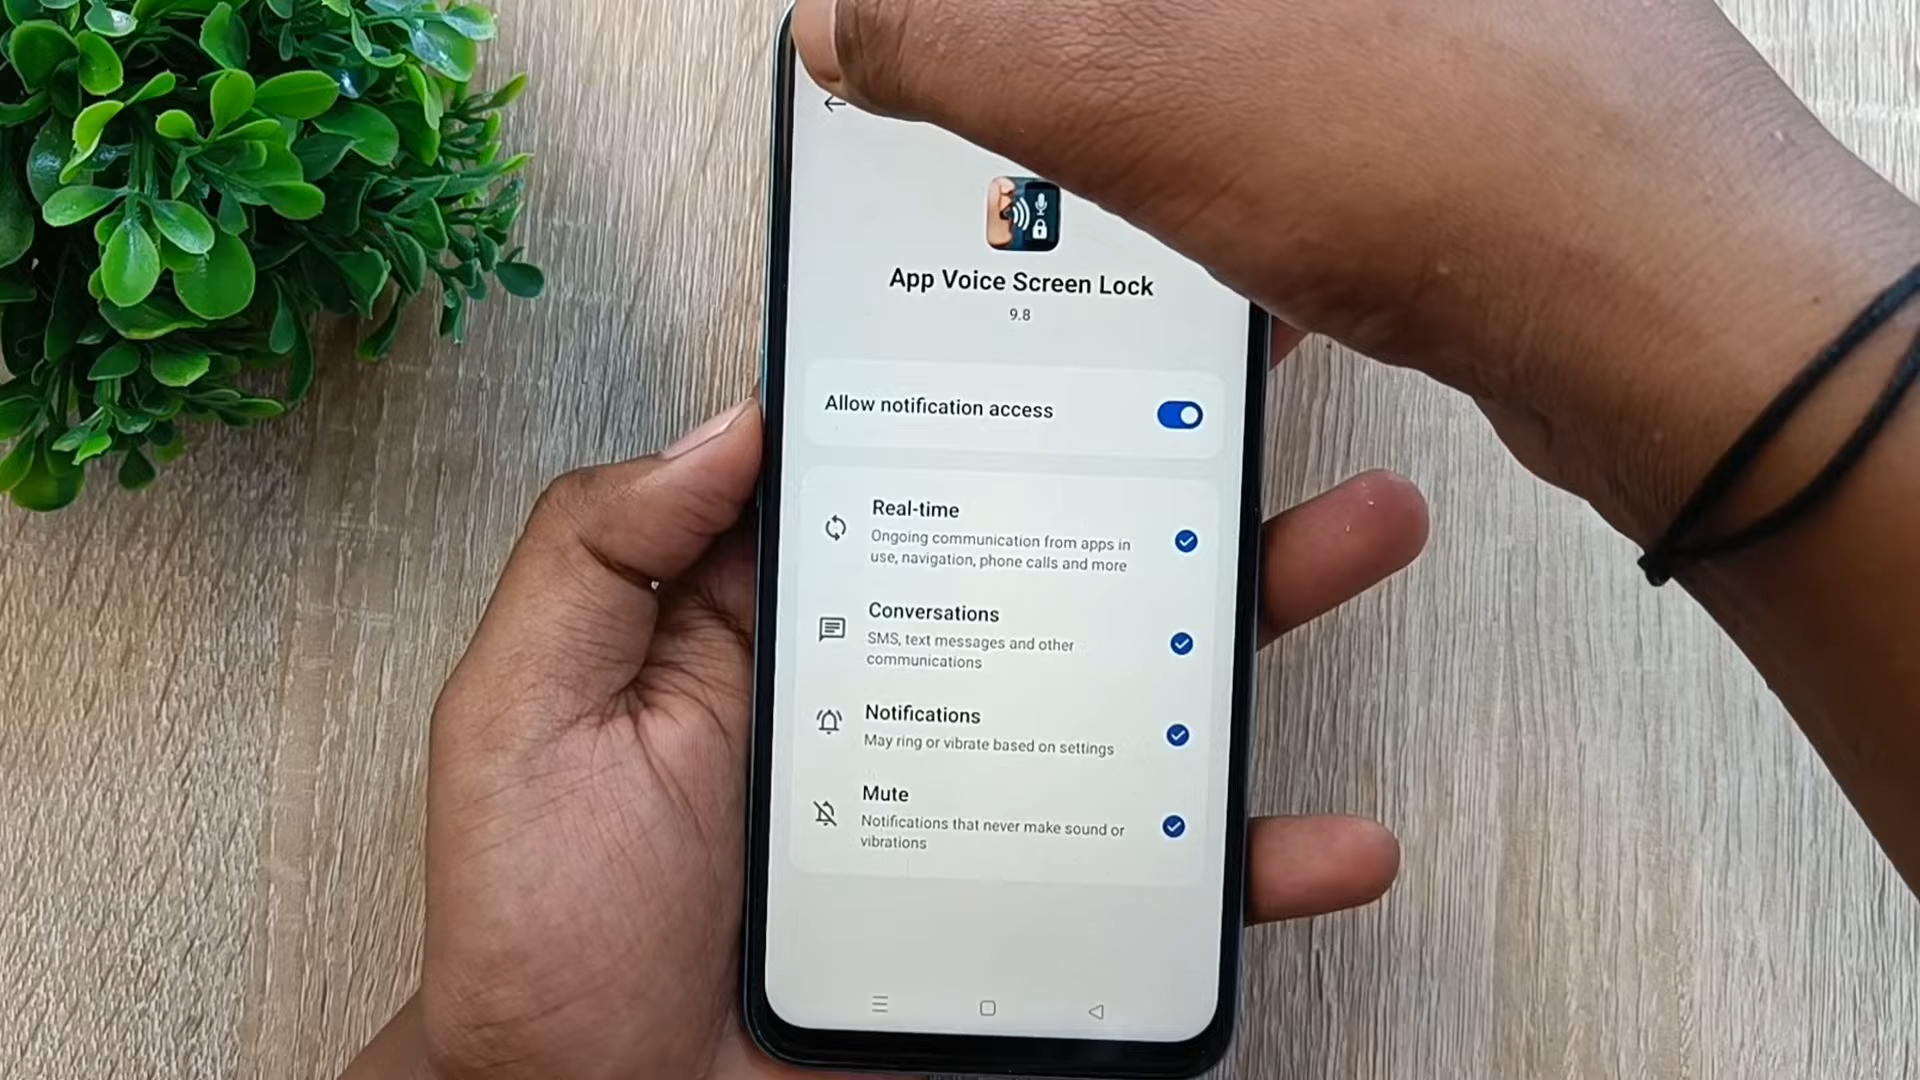 App Voice Screen Lock
9.8
Allow notification access
Real-time
Ongoing communication from apps in
use, navigation, phone calls and more
Conversations
SMS, text messages and other
communications
Notifications
May ring or vibrate based on settings
Mute
Notifications that never make sound or
vibrations